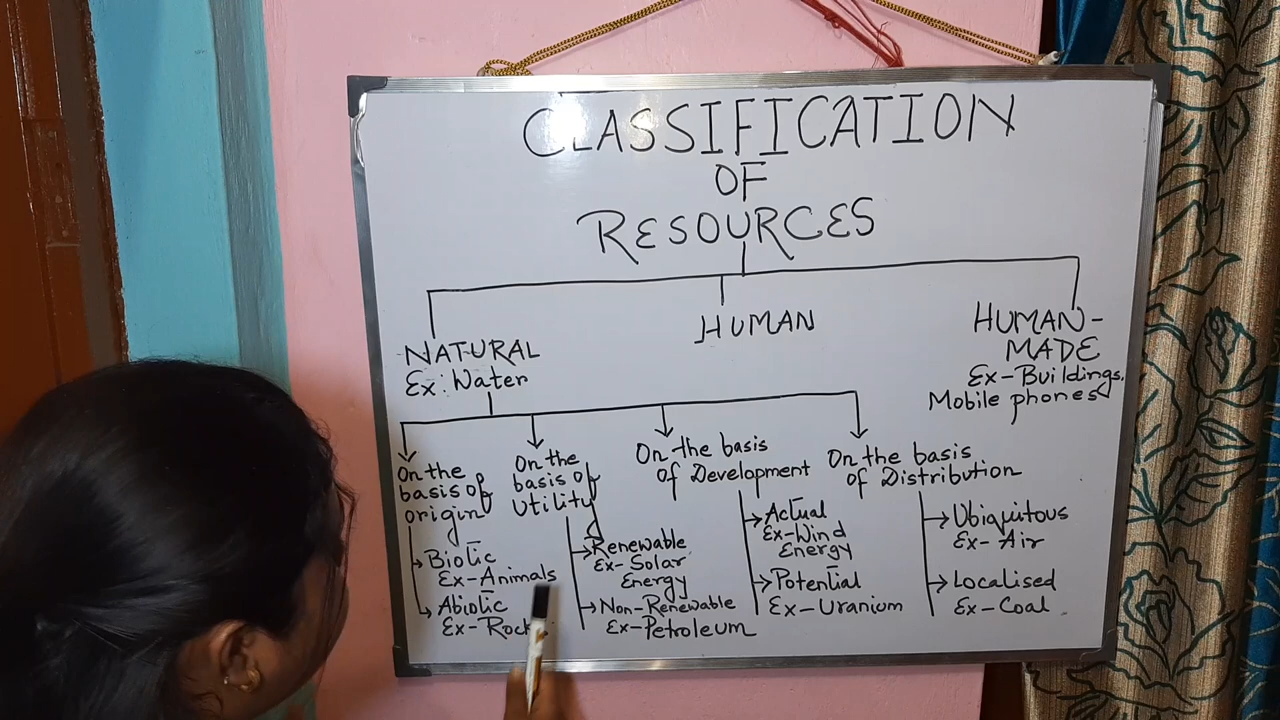 CLASSIFICATION
OF
RESOURCES
NATURAL
Ex: Water
HUMAN
HUMAN-
MADE
Ex-Buildings,
Mobile phones
On the
basis of
origin
Biotic
Ex-Animals
Abiotic
Ex-Rock
On the
basis of
Utility
Renewable
Ex-Solar
Energy
Non-Renewable
Ex-Petroleum
On the basis
of Development
Actual
Ex-Wind
Energy
Potential
Ex-Uranium
On the basis
of Distribution
Ubiquitous
Ex-Air
Localised
Ex-Coal